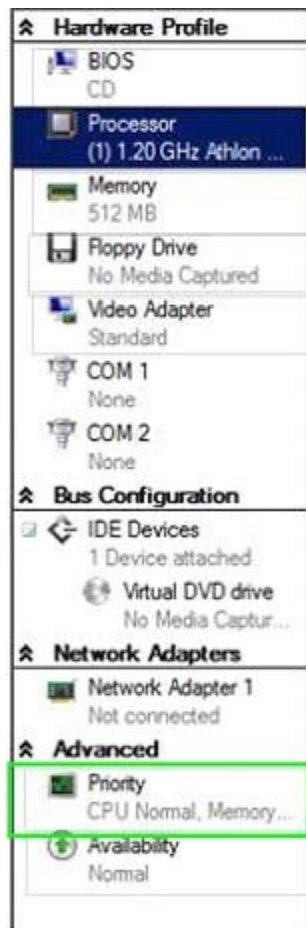 Hardware Profile
BIOS
CD
Processor
(1) 1.20 GHz Athlon ...
Memory
512 MB
Floppy Drive
No Media Captured
Video Adapter
Standard
COM 1
None
COM 2
None
Bus Configuration
IDE Devices
1 Device attached
Virtual DVD drive
No Media Captur...
Network Adapters
Network Adapter 1
Not connected
Advanced
Priority
CPU Normal, Memory...
Availability
Normal